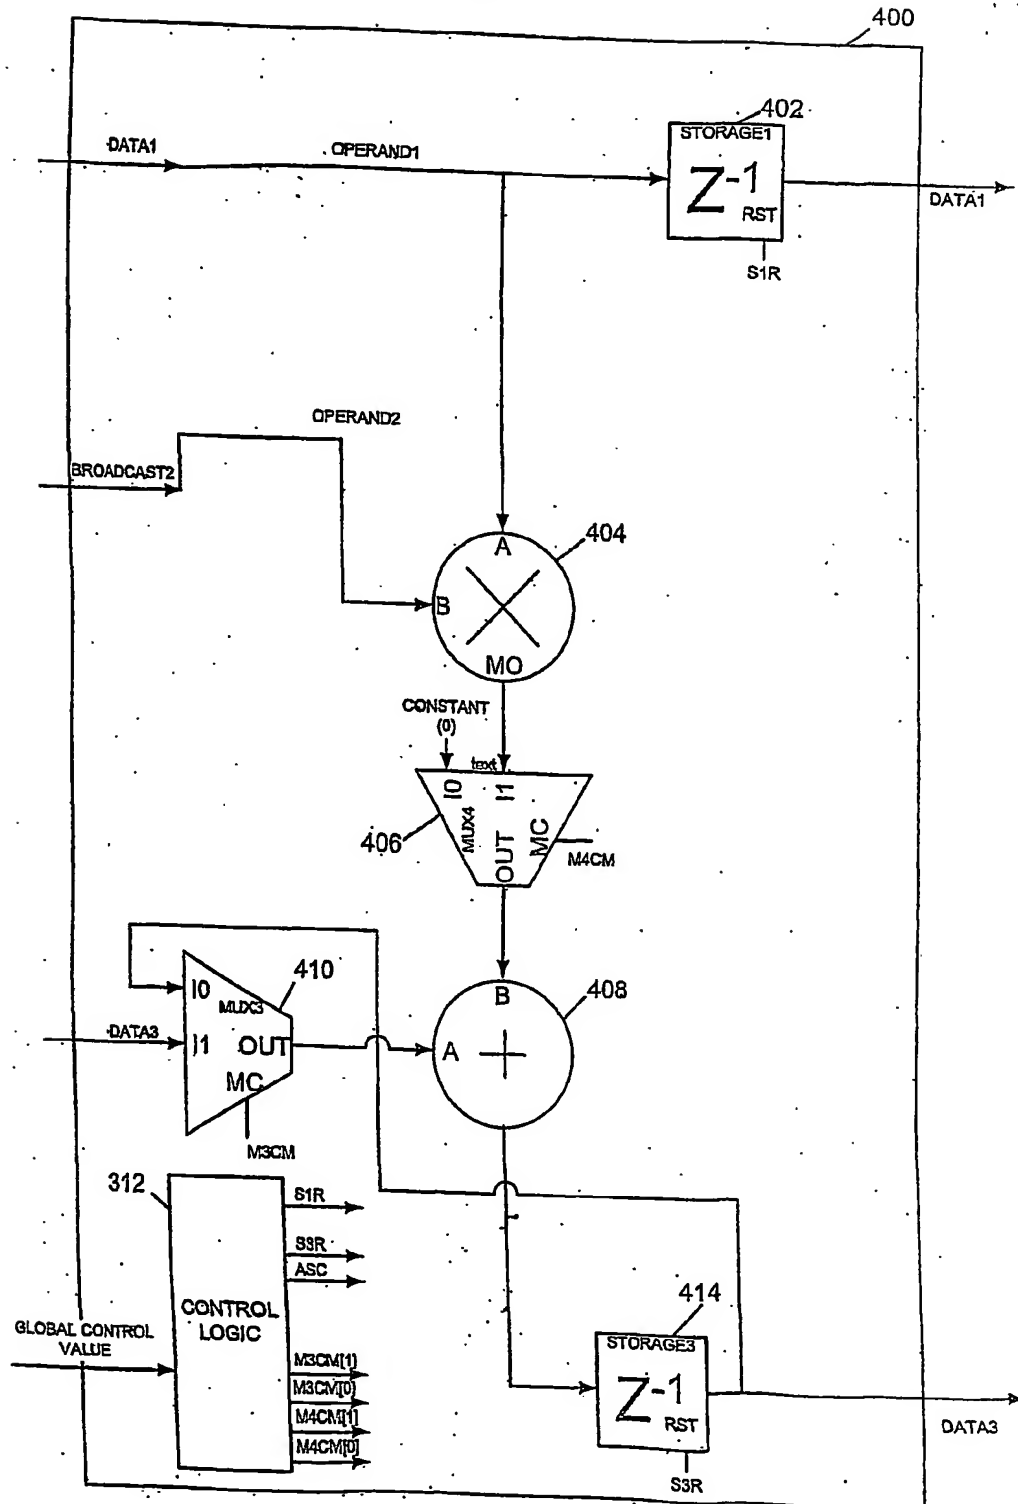 400
402
STORAGE1
Z-1
RST
S1R
DATA1
OPERAND1
DATA1
OPERAND2
BROADCAST2
404
A
B
MO
CONSTANT
(0)
text
I0
I1
MUX4
OUT
MC
406
M4CM
410
I0
MUX3
DATA3
I1
OUT
MC
M3CM
B
408
A
312
S1R
S3R
ASC
CONTROL
LOGIC
GLOBAL CONTROL
VALUE
M3CM[1]
M3CM[0]
M4CM[1]
M4CM[0]
414
STORAGE3
Z-1
RST
S3R
DATA3